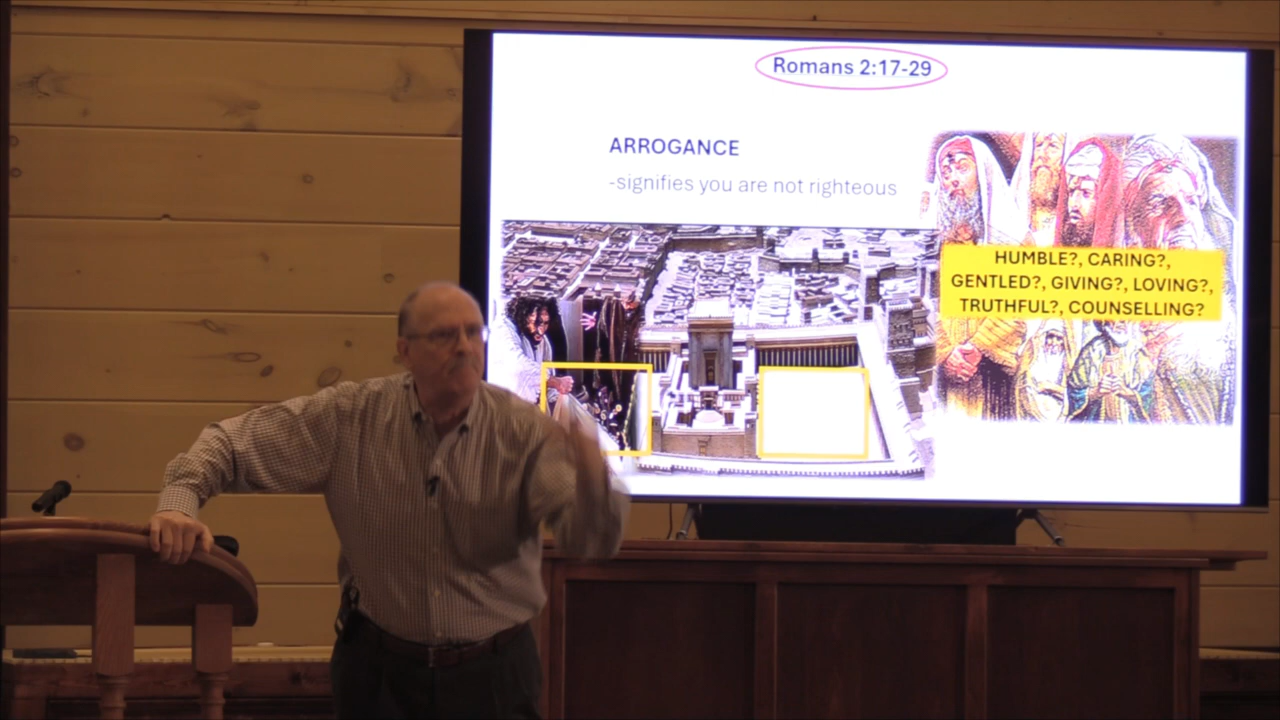 Romans 2:17-29
ARROGANCE
-signifies you are not righteous
HUMBLE?, CARING?,
GENTLED?, GIVING?, LOVING?,
TRUTHFUL?, COUNSELLING?